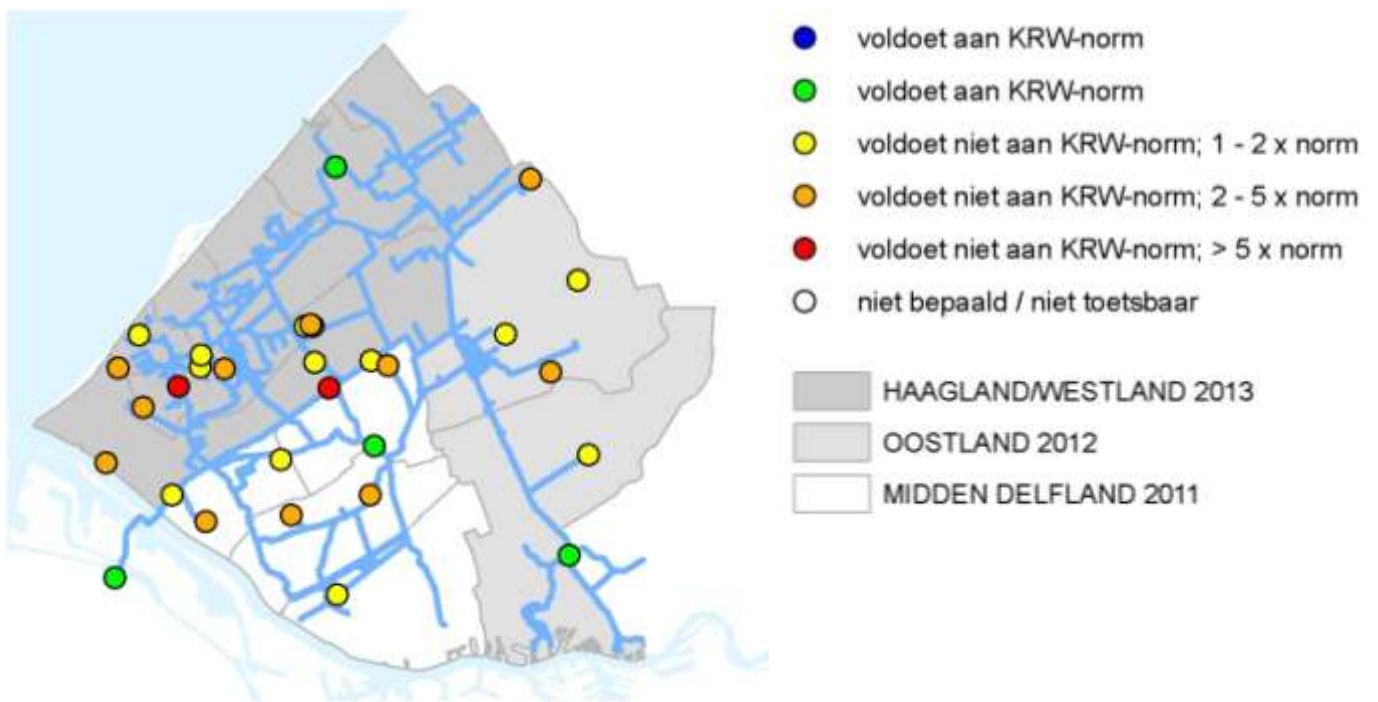 voldoet aan KRW-norm
voldoet aan KRW-norm
voldoet niet aan KRW-norm; 1 - 2 x norm
voldoet niet aan KRW-norm; 2 - 5 x norm
voldoet niet aan KRW-norm; > 5 x norm
niet bepaald / niet toetsbaar
HAAGLAND/WESTLAND 2013
OOSTLAND 2012
MIDDEN DELFLAND 2011